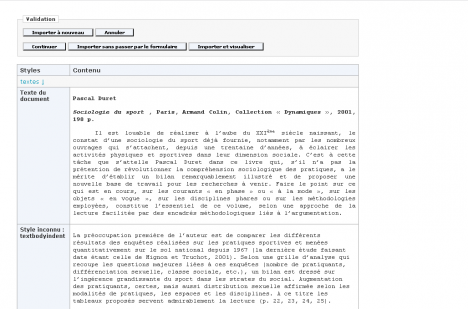 Validation
Importer à nouveau Annuler
Continuer Importer sans passer par le formulaire Importer et visualiser
Styles Contenu
textes :
Texte du document
Pascal Duret
Sociologie du sport , Paris, Armand Colin, Collection « Dynamiques », 2001,
198 p.
Il est louable de réaliser à l'aube du XXIème siècle naissant, le
constat d'une sociologie du sport déjà fournie, notamment par les nombreux
ouvrages qui s'attachent, depuis une trentaine d'années, à éclairer les
activités physiques et sportives dans leur dimension sociale. C'est à cette
tâche que s'attelle Pascal Duret dans ce livre qui, s'il n'a pas la
prétention de révolutionner la compréhension sociologique des pratiques, a le
mérite d'établir un bilan remarquablement illustré et de proposer une
nouvelle base de travail pour les recherches à venir. Faire le point sur ce
qui est en cours, sur les courants « en phase » ou « à la mode », sur les
objets « en vogue », sur les disciplines phares ou sur les méthodologies
employées, constitue l'essentiel de ce volume, selon une approche de la
lecture facilitée par des encadrés méthodologiques liés à l'argumentation.
Style inconnu :
textbodyindent
La préoccupation première de l'auteur est de comparer les différents
résultats des enquêtes réalisées sur les pratiques sportives et menées
quantitativement sur le sol national depuis 1967 (la dernière étude faisant
date étant celle de Mignon et Truchot, 2001). Selon une grille d'analyse qui
recoupe les questions majeures liées à ces enquêtes (nombre de pratiquants,
différenciation sexuelle, classe sociale, etc.), un bilan est dressé sur
l'ingérence grandissante du sport dans les strates du social. Augmentation
des pratiquants, certes, mais aussi distribution sexuelle affinée selon les
modalités de pratiques, les espaces et les disciplines. A ce titre les
tableaux proposés servent admirablement la lecture (p. 22, 23, 24, 25).